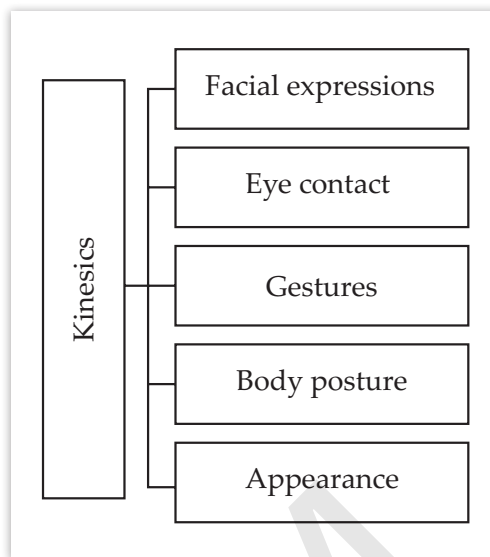 Kinesics
Facial expressions
Eye contact
Gestures
Body posture
Appearance